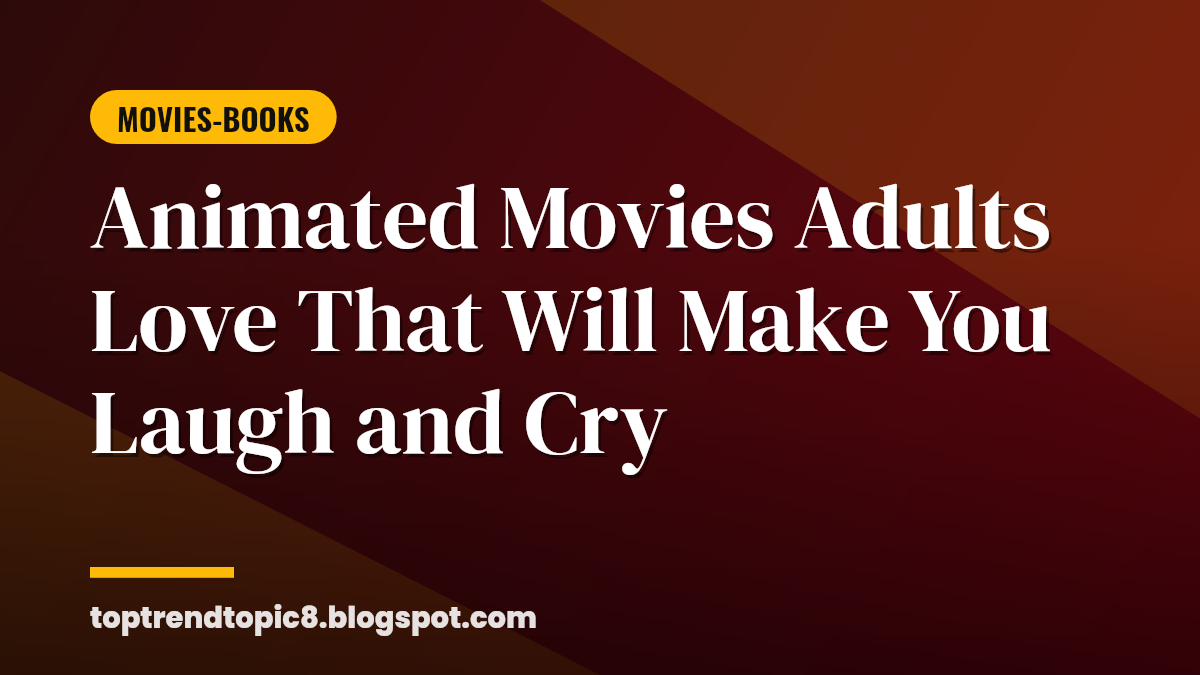 MOVIES-BOOKS
Animated Movies Adults
Love That Will Make You
Laugh and Cry
toptrendtopic8.blogspot.com